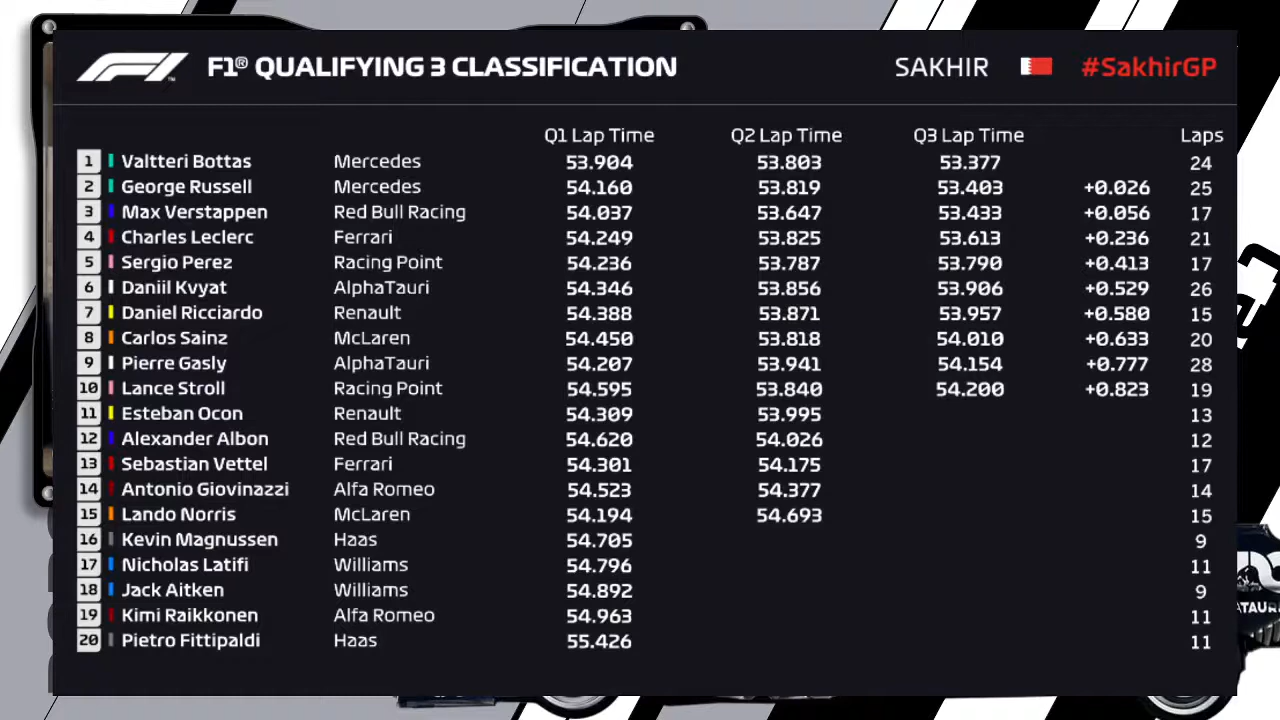 F1® QUALIFYING 3 CLASSIFICATION SAKHIR #SakhirGP
Q1 Lap Time Q2 Lap Time Q3 Lap Time Laps
1 Valtteri Bottas Mercedes 53.904 53.803 53.377 24
2 George Russell Mercedes 54.160 53.819 53.403 +0.026 25
3 Max Verstappen Red Bull Racing 54.037 53.647 53.433 +0.056 17
4 Charles Leclerc Ferrari 54.249 53.825 53.613 +0.236 21
5 Sergio Perez Racing Point 54.236 53.787 53.790 +0.413 17
6 Daniil Kvyat AlphaTauri 54.346 53.856 53.906 +0.529 26
7 Daniel Ricciardo Renault 54.388 53.871 53.957 +0.580 15
8 Carlos Sainz McLaren 54.450 53.818 54.010 +0.633 20
9 Pierre Gasly AlphaTauri 54.207 53.941 54.154 +0.777 28
10 Lance Stroll Racing Point 54.595 53.840 54.200 +0.823 19
11 Esteban Ocon Renault 54.309 53.995 13
12 Alexander Albon Red Bull Racing 54.620 54.026 12
13 Sebastian Vettel Ferrari 54.301 54.175 17
14 Antonio Giovinazzi Alfa Romeo 54.523 54.377 14
15 Lando Norris McLaren 54.194 54.693 15
16 Kevin Magnussen Haas 54.705 9
17 Nicholas Latifi Williams 54.796 11
18 Jack Aitken Williams 54.892 9
19 Kimi Raikkonen Alfa Romeo 54.963 11
20 Pietro Fittipaldi Haas 55.426 11